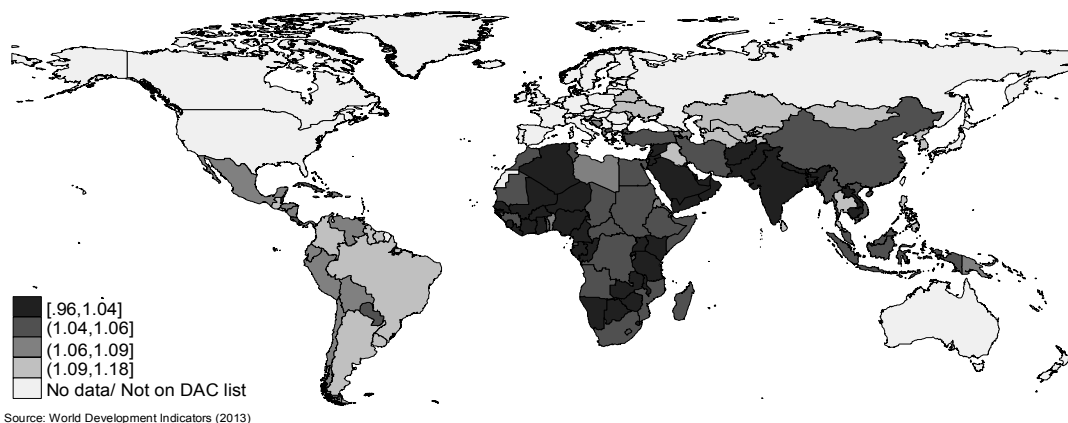 [.96,1.04]
(1.04,1.06]
(1.06,1.09]
(1.09,1.18]
No data/ Not on DAC list
Source: World Development Indicators (2013)